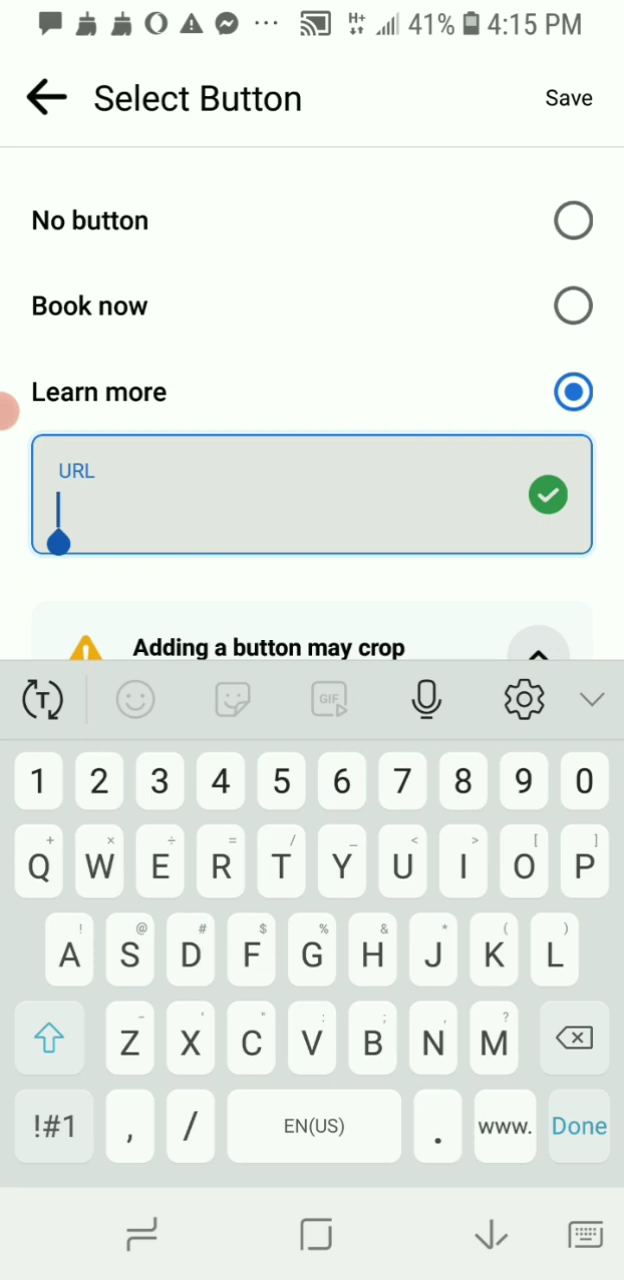 H+ 41% 4:15 PM
Select Button
Save
No button
Book now
Learn more
URL
Adding a button may crop
T GIF
1 2 3 4 5 6 7 8 9 0
+ × ÷ = / _ < > [ ]
Q W E R T Y U I O P
! @ # $ % & * ( )
A S D F G H J K L
- ' " : ; , ?
Z X C V B N M
!#1 , / EN(US) . www. Done